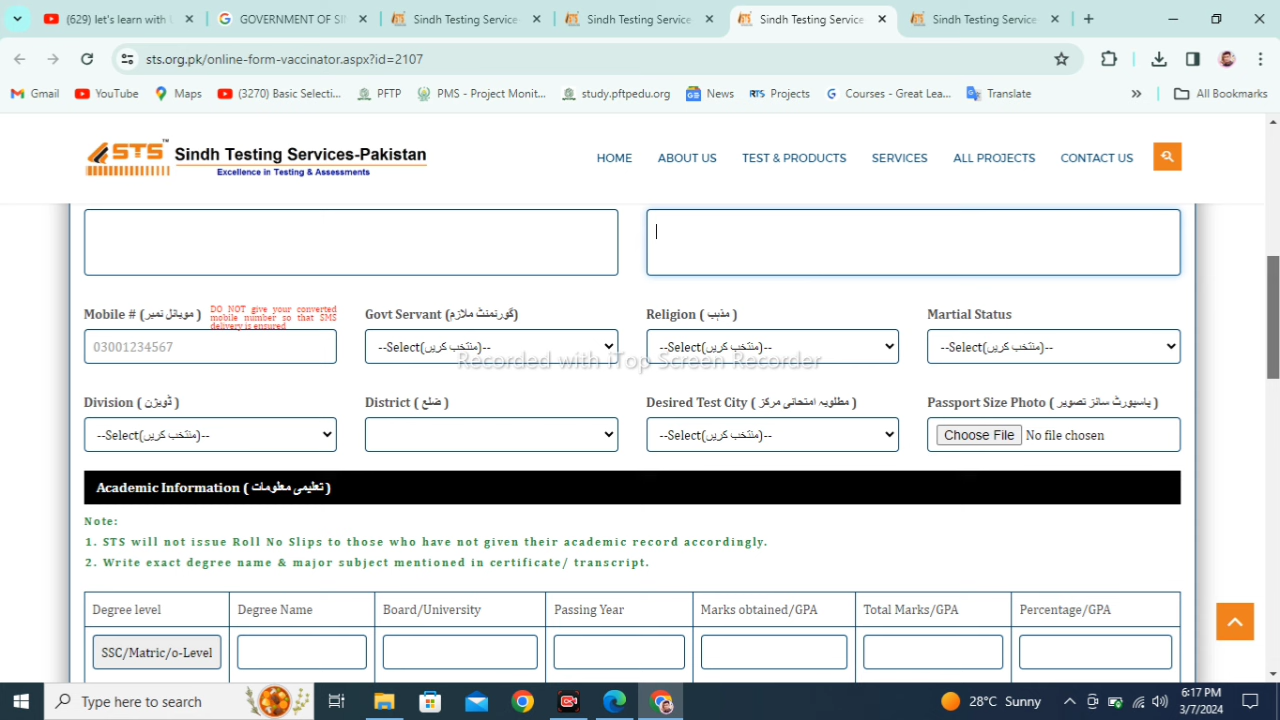 (629) let's learn with
GOVERNMENT OF SI
Sindh Testing Service
Sindh Testing Service
Sindh Testing Service
Sindh Testing Service
sts.org.pk/online-form-vaccinator.aspx?id=2107
Gmail
YouTube
Maps
(3270) Basic Selecti...
PFTP
PMS - Project Monit...
study.pftpedu.org
News
RTS Projects
Courses - Great Lea...
Translate
»
All Bookmarks
STS™ Sindh Testing Services-Pakistan
Excellence in Testing & Assessments
HOME
ABOUT US
TEST & PRODUCTS
SERVICES
ALL PROJECTS
CONTACT US
Mobile # (موبائل نمبر)
DO NOT give your converted
mobile number so that SMS
delivery is ensured
Govt Servant (گورنمنٹ ملازم)
Religion ( مذہب )
Martial Status
03001234567
--Select(منتخب کریں)--
--Select(منتخب کریں)--
--Select(منتخب کریں)--
Recorded with iTop Screen Recorder
Division ( ڈویژن )
District ( ضلع )
Desired Test City ( مطلوبہ امتحانی مرکز )
Passport Size Photo ( پاسپورٹ سائز تصویر )
--Select(منتخب کریں)--
--Select(منتخب کریں)--
Choose File No file chosen
Academic Information ( تعلیمی معلومات )
Note:
1. STS will not issue Roll No Slips to those who have not given their academic record accordingly.
2. Write exact degree name & major subject mentioned in certificate/ transcript.
Degree level
Degree Name
Board/University
Passing Year
Marks obtained/GPA
Total Marks/GPA
Percentage/GPA
SSC/Matric/o-Level
Type here to search
28°C Sunny
6:17 PM
3/7/2024